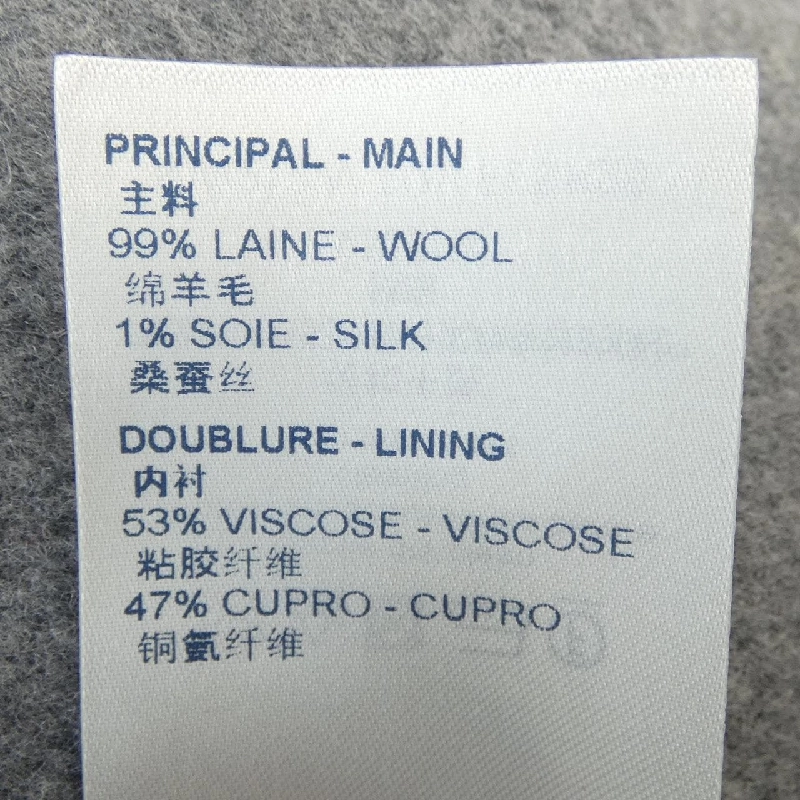 PRINCIPAL - MAIN
主料
99% LAINE - WOOL
绵羊毛
1% SOIE - SILK
桑蚕丝
DOUBLURE - LINING
内衬
53% VISCOSE - VISCOSE
粘胶纤维
47% CUPRO - CUPRO
铜氨纤维